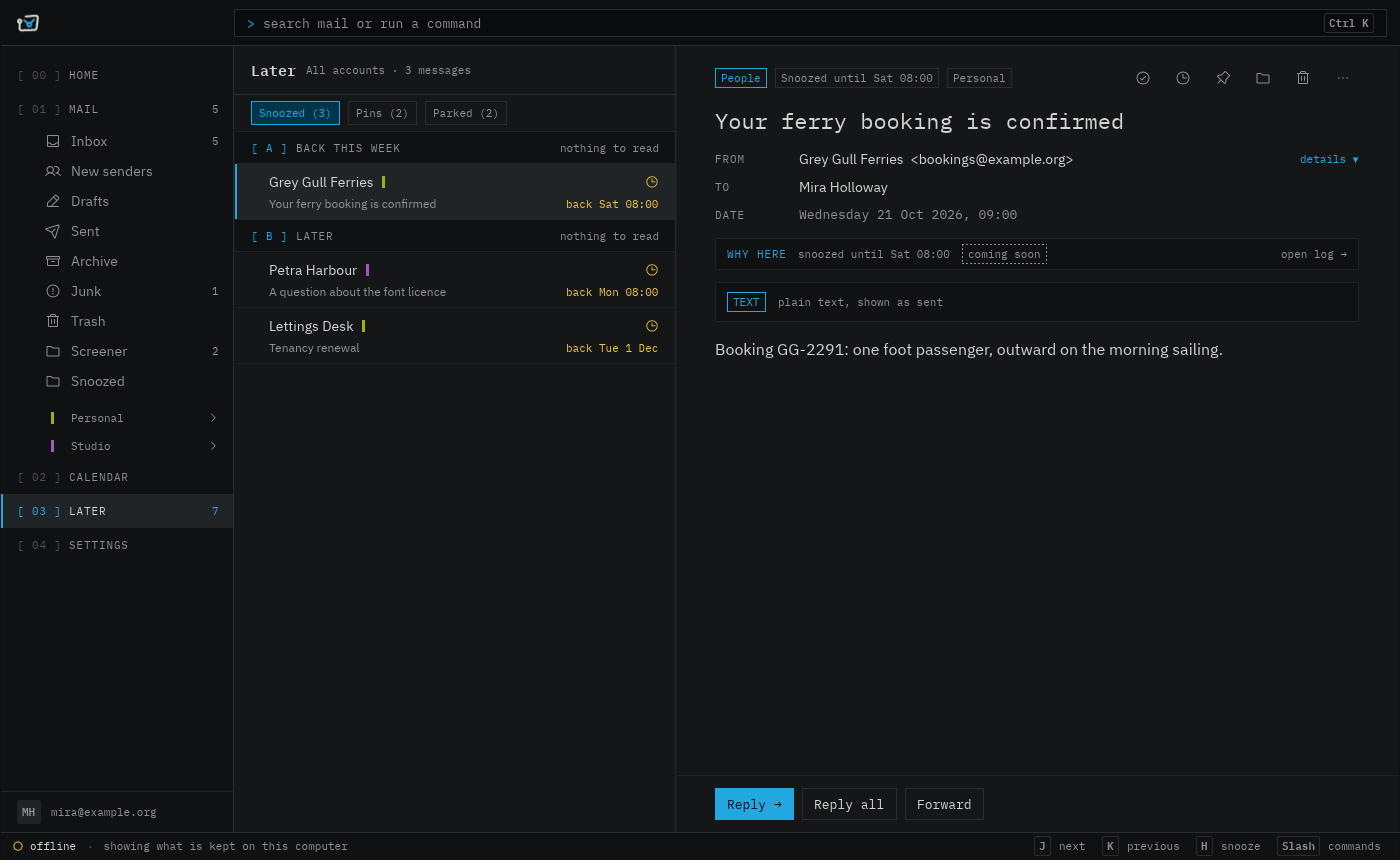 > search mail or run a command Ctrl K
[ 00 ] HOME
[ 01 ] MAIL 5
Inbox 5
New senders
Drafts
Sent
Archive
Junk 1
Trash
Screener 2
Snoozed
Personal
Studio
[ 02 ] CALENDAR
[ 03 ] LATER 7
[ 04 ] SETTINGS
MH mira@example.org
Later All accounts · 3 messages
Snoozed (3) Pins (2) Parked (2)
[ A ] BACK THIS WEEK nothing to read
Grey Gull Ferries
Your ferry booking is confirmed back Sat 08:00
[ B ] LATER nothing to read
Petra Harbour
A question about the font licence back Mon 08:00
Lettings Desk
Tenancy renewal back Tue 1 Dec
People Snoozed until Sat 08:00 Personal ···
Your ferry booking is confirmed
FROM Grey Gull Ferries <bookings@example.org> details ▾
TO Mira Holloway
DATE Wednesday 21 Oct 2026, 09:00
WHY HERE snoozed until Sat 08:00 coming soon open log →
TEXT plain text, shown as sent
Booking GG-2291: one foot passenger, outward on the morning sailing.
Reply → Reply all Forward
offline · showing what is kept on this computer
J next K previous H snooze Slash commands